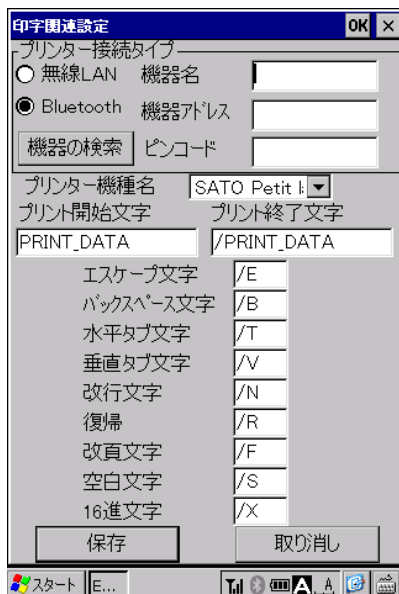 印字関連設定 OK ×
プリンター接続タイプ
無線LAN 機器名
Bluetooth 機器アドレス
機器の検索 ピンコード
プリンター機種名 SATO Petit
プリント開始文字 プリント終了文字
PRINT_DATA /PRINT_DATA
エスケープ文字 /E
バックスペース文字 /B
水平タブ文字 /T
垂直タブ文字 /V
改行文字 /N
復帰 /R
改頁文字 /F
空白文字 /S
16進文字 /X
保存 取り消し
スタート E... A A